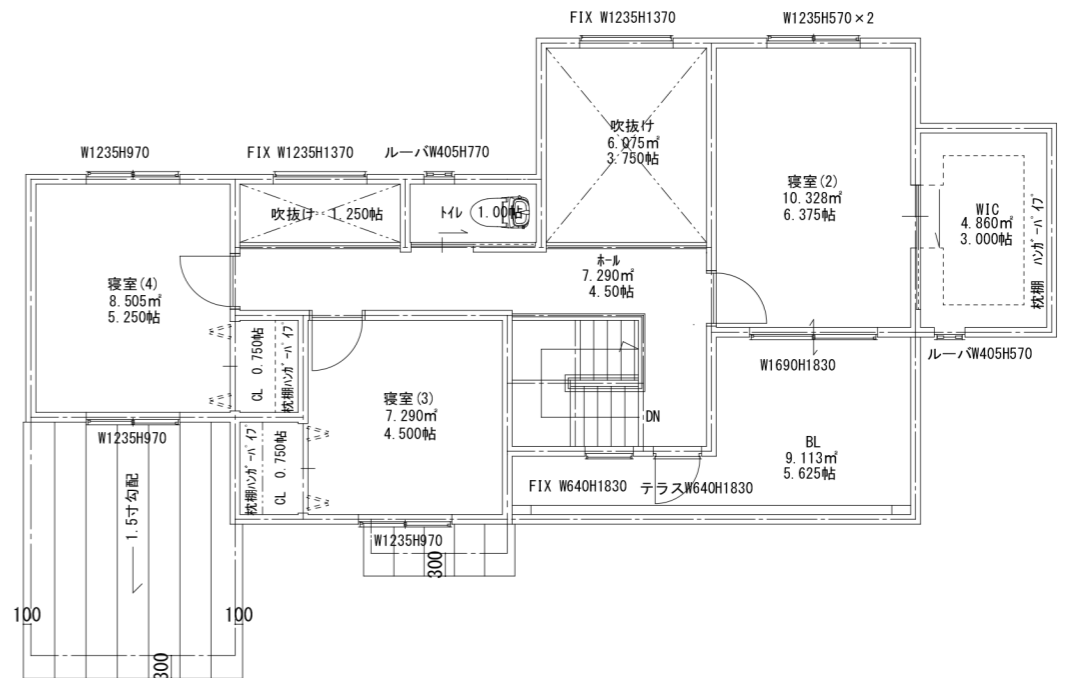 FIX W1235H1370
W1235H570×2
W1235H970
FIX W1235H1370
ルーバW405H770
吹抜け
6.075㎡
3.750帖
寝室(2)
10.328㎡
6.375帖
WIC
4.860㎡
3.000帖
枕棚 ハンガーパイプ
吹抜け 1.250帖
トイレ 1.00帖
ホール
7.290㎡
4.50帖
寝室(4)
8.505㎡
5.250帖
CL 0.750帖
枕棚ハンガーパイプ
寝室(3)
7.290㎡
4.500帖
DN
W1690H1830
ルーバW405H570
W1235H970
枕棚ハンガーパイプ
CL 0.750帖
BL
9.113㎡
5.625帖
FIX W640H1830
テラスW640H1830
1.5寸勾配
W1235H970
300
100
100
300